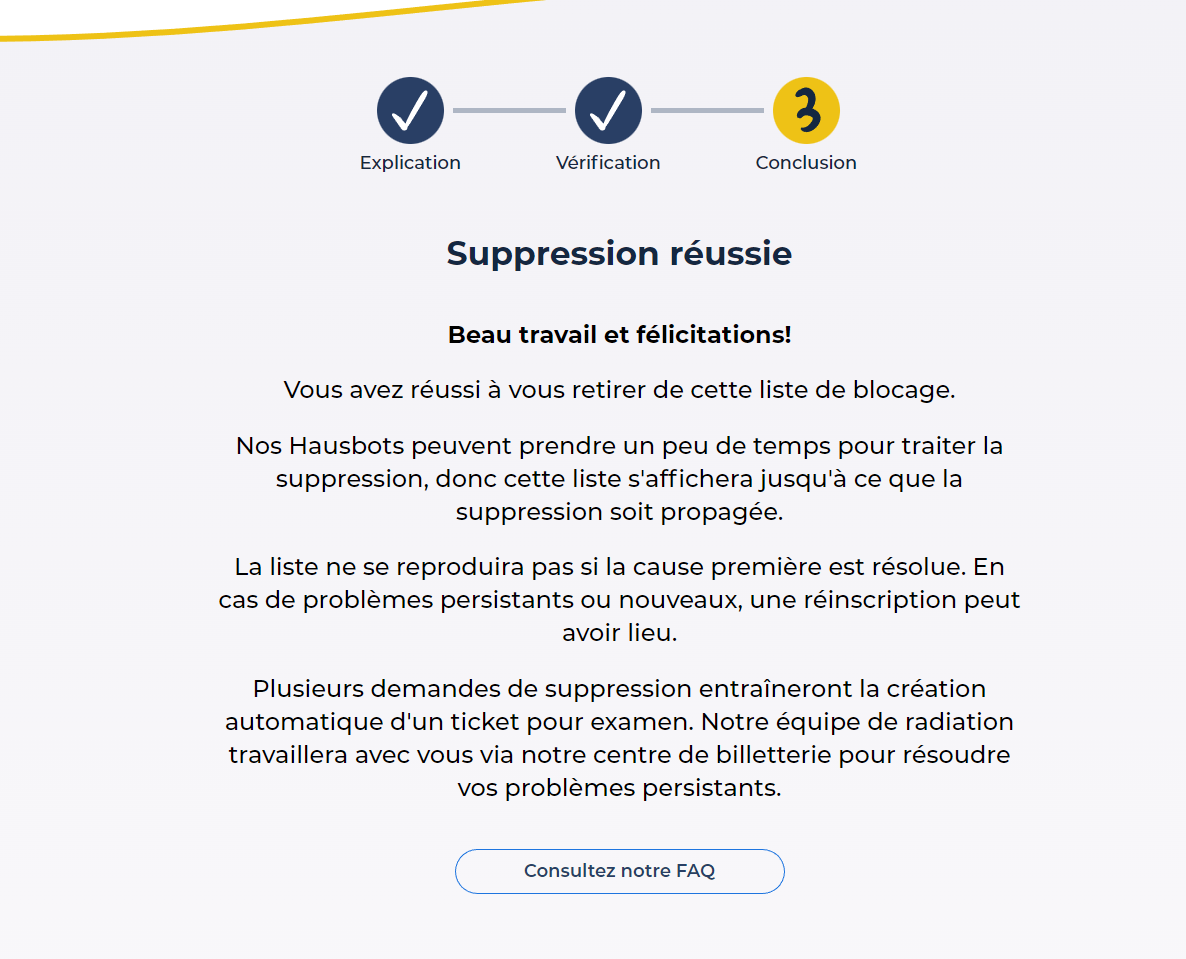 3
Explication
Vérification
Conclusion
Suppression réussie
Beau travail et félicitations!
Vous avez réussi à vous retirer de cette liste de blocage.
Nos Hausbots peuvent prendre un peu de temps pour traiter la
suppression, donc cette liste s'affichera jusqu'à ce que la
suppression soit propagée.
La liste ne se reproduira pas si la cause première est résolue. En
cas de problèmes persistants ou nouveaux, une réinscription peut
avoir lieu.
Plusieurs demandes de suppression entraîneront la création
automatique d'un ticket pour examen. Notre équipe de radiation
travaillera avec vous via notre centre de billetterie pour résoudre
vos problèmes persistants.
Consultez notre FAQ